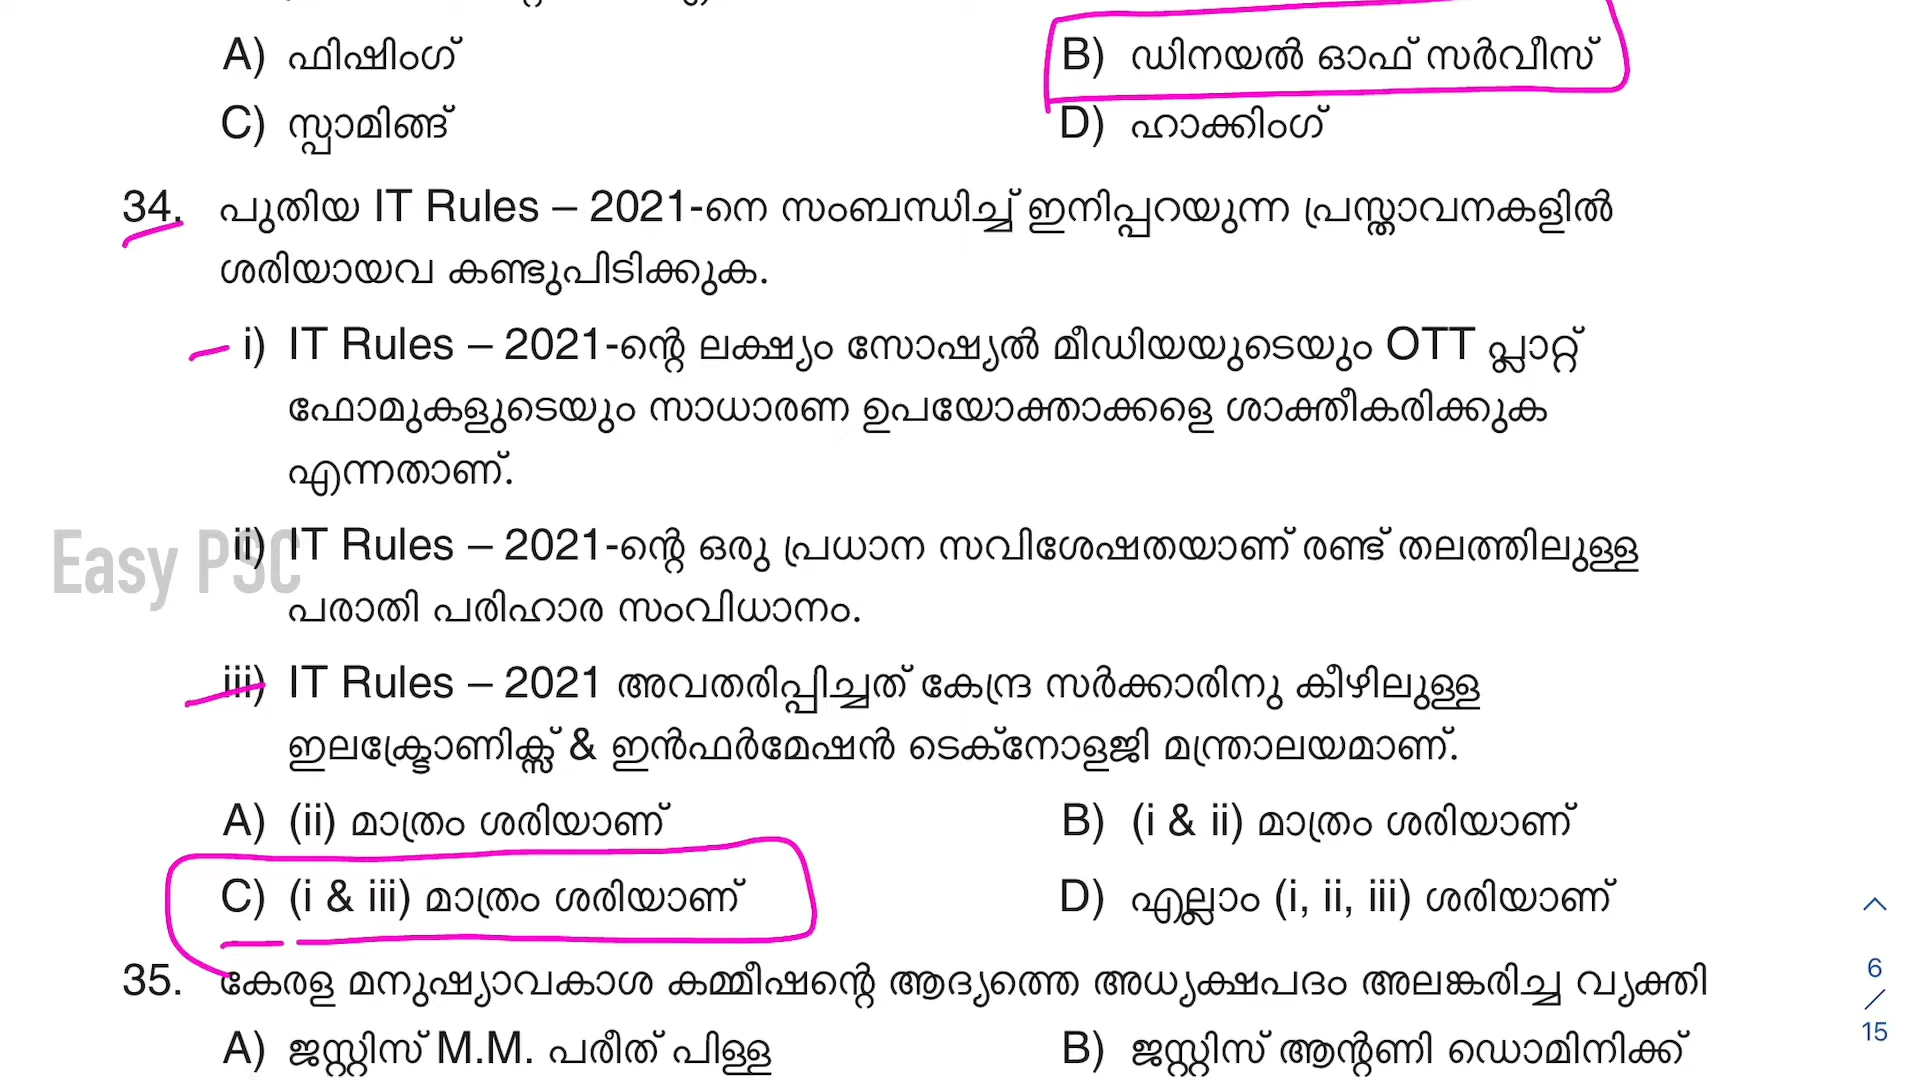 A) ഫിഷിംഗ്
B) ഡിനയൽ ഓഫ് സർവീസ്
C) സ്പാമിങ്ങ്
D) ഹാക്കിംഗ്
34. പുതിയ IT Rules – 2021-നെ സംബന്ധിച്ച് ഇനിപ്പറയുന്ന പ്രസ്താവനകളിൽ
ശരിയായവ കണ്ടുപിടിക്കുക.
i) IT Rules – 2021-ന്റെ ലക്ഷ്യം സോഷ്യൽ മീഡിയയുടെയും OTT പ്ലാറ്റ്
ഫോമുകളുടെയും സാധാരണ ഉപയോക്താക്കളെ ശാക്തീകരിക്കുക
എന്നതാണ്.
Easy PSC
ii) IT Rules – 2021-ന്റെ ഒരു പ്രധാന സവിശേഷതയാണ് രണ്ട് തലത്തിലുള്ള
പരാതി പരിഹാര സംവിധാനം.
iii) IT Rules – 2021 അവതരിപ്പിച്ചത് കേന്ദ്ര സർക്കാരിനു കീഴിലുള്ള
ഇലക്ട്രോണിക്സ് & ഇൻഫർമേഷൻ ടെക്നോളജി മന്ത്രാലയമാണ്.
A) (ii) മാത്രം ശരിയാണ്
B) (i & ii) മാത്രം ശരിയാണ്
C) (i & iii) മാത്രം ശരിയാണ്
D) എല്ലാം (i, ii, iii) ശരിയാണ്
35. കേരള മനുഷ്യാവകാശ കമ്മീഷന്റെ ആദ്യത്തെ അധ്യക്ഷപദം അലങ്കരിച്ച വ്യക്തി
A) ജസ്റ്റിസ് M.M. പരീത് പിള്ള
B) ജസ്റ്റിസ് ആന്റണി ഡൊമിനിക്ക്
6
/
15